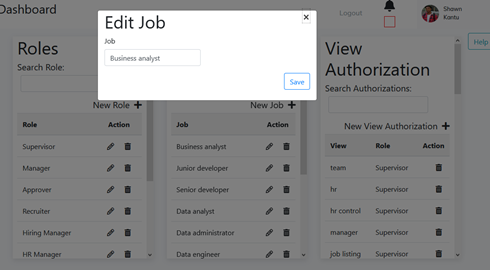 Dashboard
Logout
Shawn
Kantu
Help
Edit Job
Job
Business analyst
Save
Roles
Search Role:
New Role
Role Action
Supervisor
Manager
Approver
Recruiter
Hiring Manager
HR Manager
New Job
Job Action
Business analyst
Junior developer
Senior developer
Data analyst
Data administrator
Data engineer
View
Authorization
Search Authorizations:
New View Authorization
View Role Action
team Supervisor
hr Supervisor
hr control Supervisor
manager Supervisor
job listing Supervisor